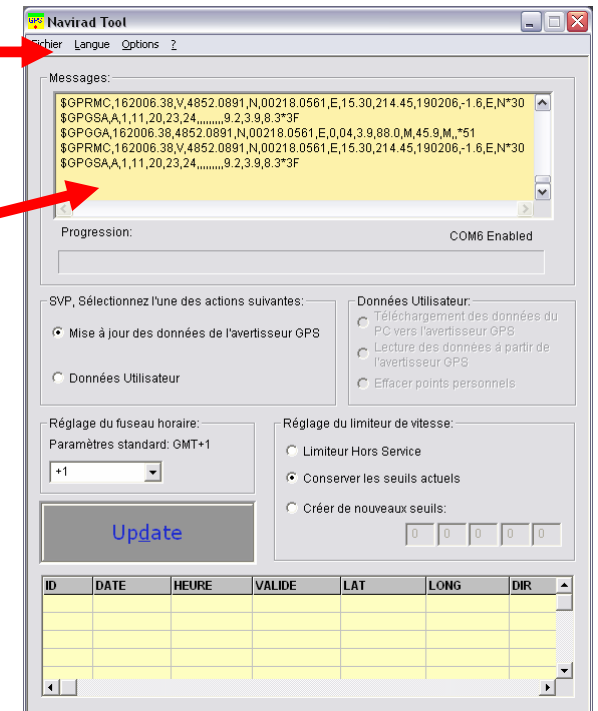 Navirad Tool
Fichier Langue Options ?
Messages:
$GPRMC,162006.38,V,4852.0891,N,00218.0561,E,15.30,214.45,190206,-1.6,E,N*30
$GPGSA,A,1,11,20,23,24,,,,,,,,,9.2,3.9,8.3*3F
$GPGGA,162006.38,4852.0891,N,00218.0561,E,0,04,3.9,88.0,M,45.9,M,,*51
$GPRMC,162006.38,V,4852.0891,N,00218.0561,E,15.30,214.45,190206,-1.6,E,N*30
$GPGSA,A,1,11,20,23,24,,,,,,,,,9.2,3.9,8.3*3F
Progression:
COM6 Enabled
SVP, Sélectionnez l'une des actions suivantes:
Mise à jour des données de l'avertisseur GPS
Données Utilisateur
Données Utilisateur:
Téléchargement des données du
PC vers l'avertisseur GPS
Lecture des données à partir de
l'avertisseur GPS
Effacer points personnels
Réglage du fuseau horaire:
Paramètres standard: GMT+1
+1
Update
Réglage du limiteur de vitesse:
Limiteur Hors Service
Conserver les seuils actuels
Créer de nouveaux seuils:
0 0 0 0 0
ID DATE HEURE VALIDE LAT LONG DIR